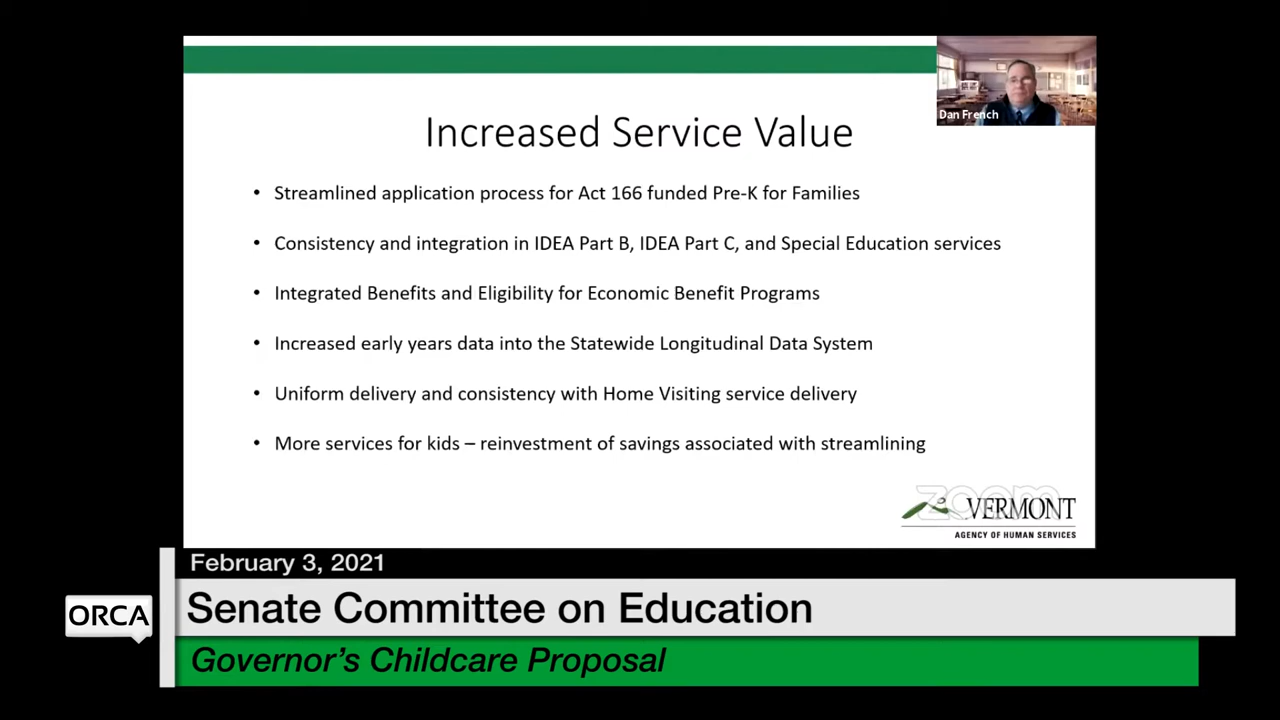 Dan French
Increased Service Value
• Streamlined application process for Act 166 funded Pre-K for Families
• Consistency and integration in IDEA Part B, IDEA Part C, and Special Education services
• Integrated Benefits and Eligibility for Economic Benefit Programs
• Increased early years data into the Statewide Longitudinal Data System
• Uniform delivery and consistency with Home Visiting service delivery
• More services for kids – reinvestment of savings associated with streamlining
zoom
VERMONT
AGENCY OF HUMAN SERVICES
February 3, 2021
ORCA
Senate Committee on Education
Governor's Childcare Proposal